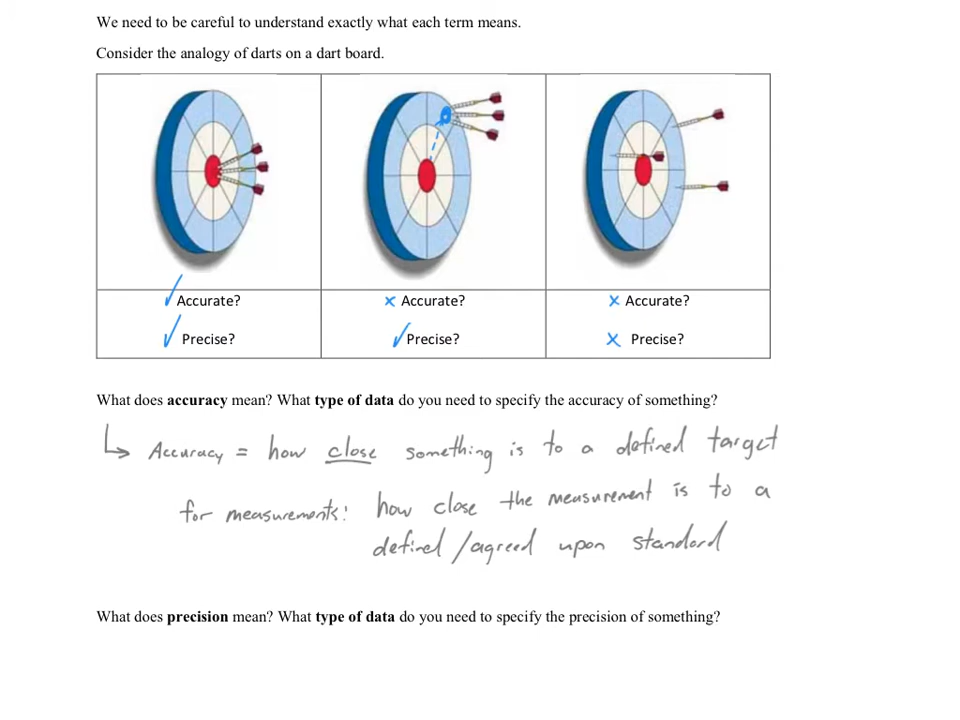 We need to be careful to understand exactly what each term means.
Consider the analogy of darts on a dart board.
✓ Accurate?
✓ Precise?
x Accurate?
✓ Precise?
x Accurate?
x Precise?
What does accuracy mean? What type of data do you need to specify the accuracy of something?
↳ Accuracy = how close something is to a defined target
for measurements: how close the measurement is to a
defined/agreed upon standard
What does precision mean? What type of data do you need to specify the precision of something?